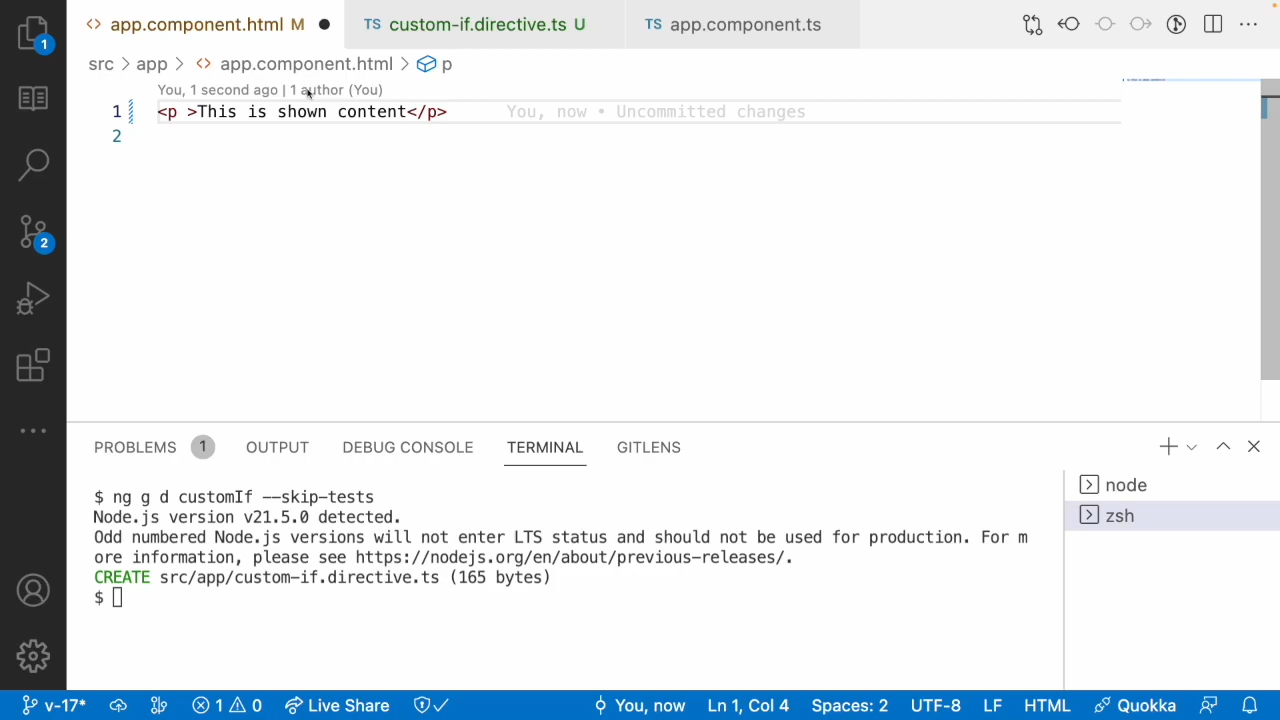 1
<> app.component.html M
TS custom-if.directive.ts U
TS app.component.ts
src > app > <> app.component.html > p
You, 1 second ago | 1 author (You)
1 <p >This is shown content</p> You, now • Uncommitted changes
2
2
PROBLEMS 1 OUTPUT DEBUG CONSOLE TERMINAL GITLENS
$ ng g d customIf --skip-tests
Node.js version v21.5.0 detected.
Odd numbered Node.js versions will not enter LTS status and should not be used for production. For m
ore information, please see https://nodejs.org/en/about/previous-releases/.
CREATE src/app/custom-if.directive.ts (165 bytes)
$
node
zsh
v-17* 1 0 Live Share You, now Ln 1, Col 4 Spaces: 2 UTF-8 LF HTML Quokka